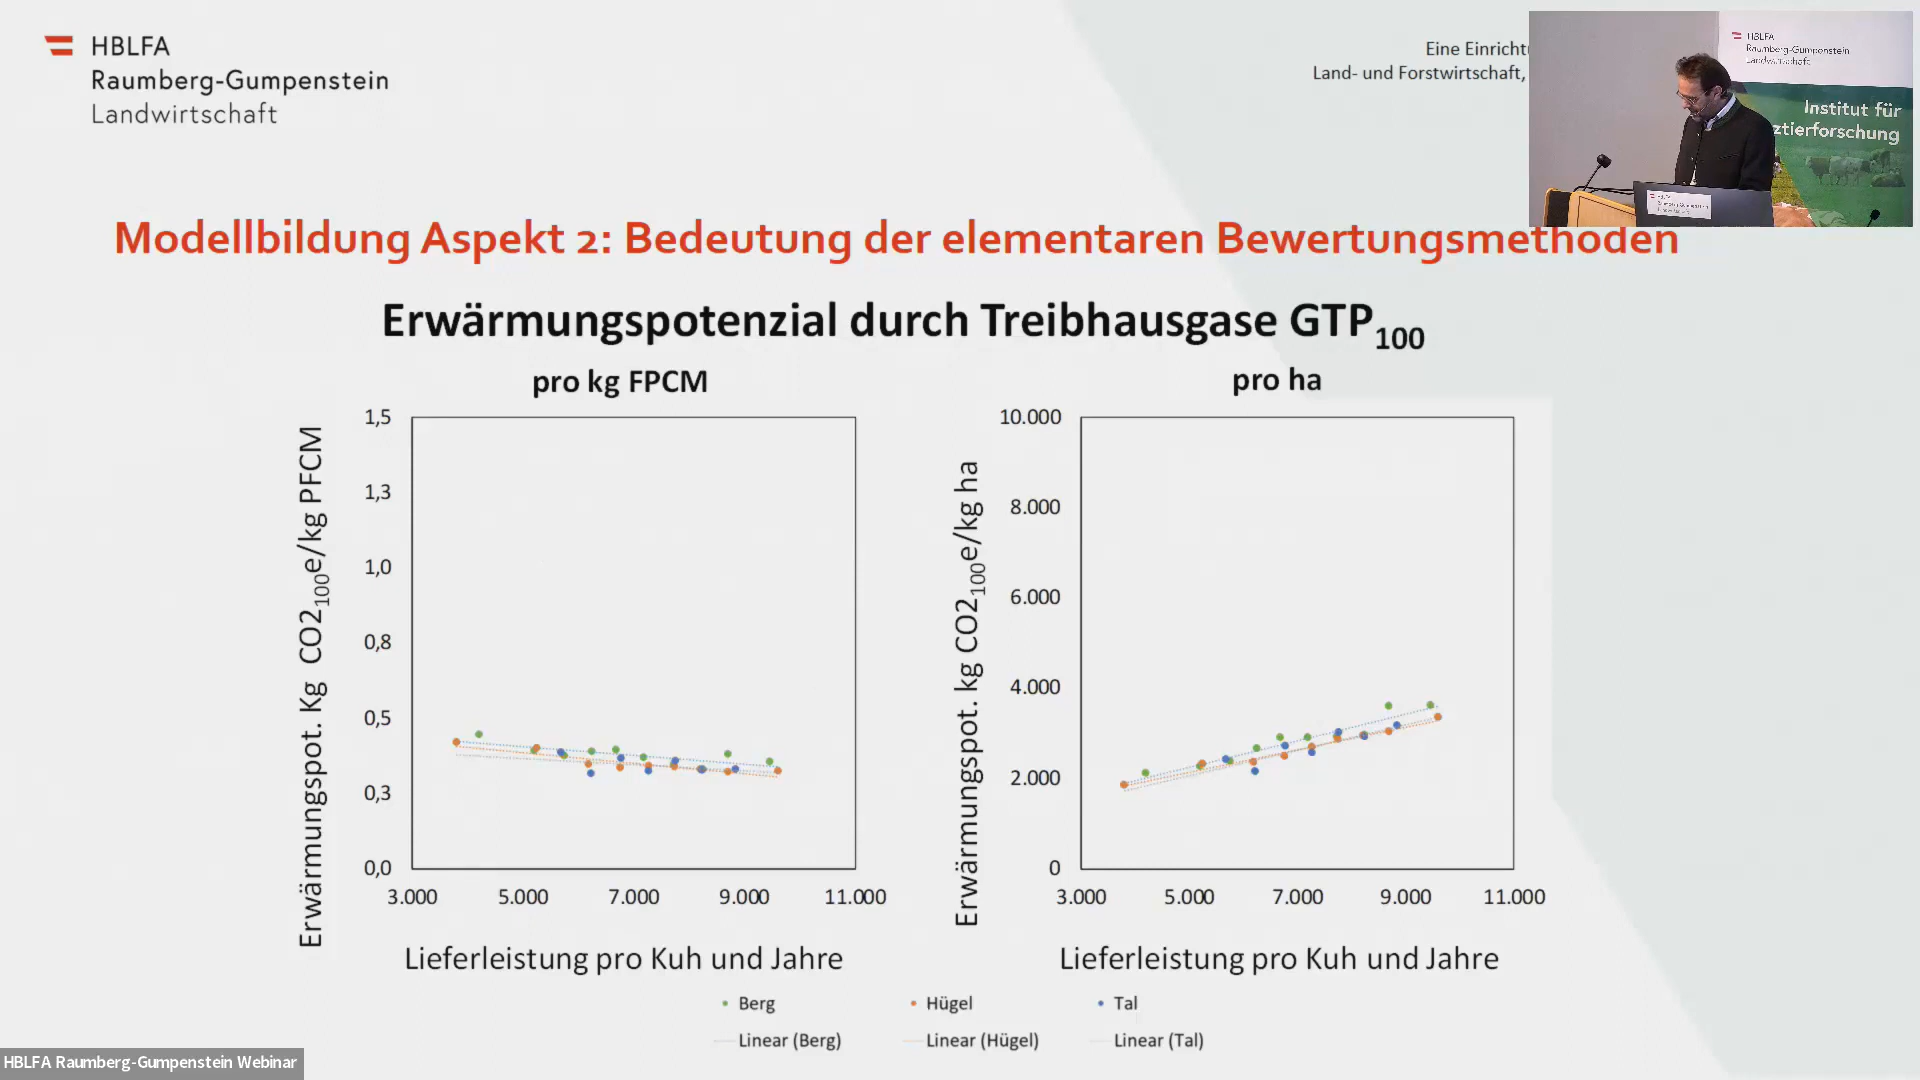 HBLFA
Raumberg-Gumpenstein
Landwirtschaft
Eine Einricht
Land- und Forstwirtschaft,
HBLFA
Raumberg-Gumpenstein
Landwirtschaft
Institut für
ztierforschung
HBLFA
Modellbildung Aspekt 2: Bedeutung der elementaren Bewertungsmethoden
Erwärmungspotenzial durch Treibhausgase GTP100
pro kg FPCM
pro ha
Erwärmungspot. Kg CO2100e/kg PFCM
1,5
1,3
1,0
0,8
0,5
0,3
0,0
3.000 5.000 7.000 9.000 11.000
Lieferleistung pro Kuh und Jahre
Erwärmungspot. kg CO2100e/kg ha
10.000
8.000
6.000
4.000
2.000
0
3.000 5.000 7.000 9.000 11.000
Lieferleistung pro Kuh und Jahre
Berg Hügel Tal
Linear (Berg) Linear (Hügel) Linear (Tal)
HBLFA Raumberg-Gumpenstein Webinar